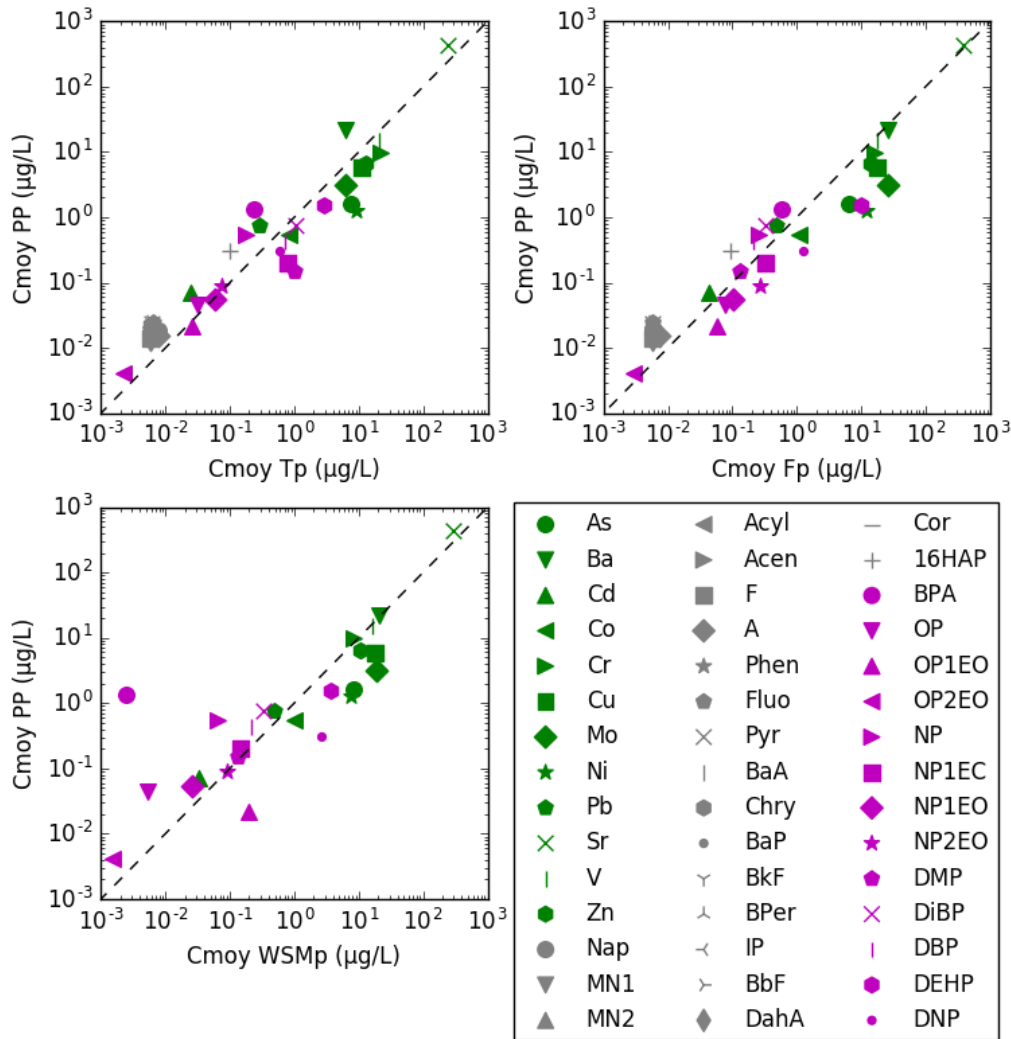 10³
10²
10¹
10⁰
10⁻¹
10⁻²
10⁻³
Cmoy PP (µg/L)
10⁻³ 10⁻² 10⁻¹ 10⁰ 10¹ 10² 10³
Cmoy Tp (µg/L)
10³
10²
10¹
10⁰
10⁻¹
10⁻²
10⁻³
Cmoy PP (µg/L)
10⁻³ 10⁻² 10⁻¹ 10⁰ 10¹ 10² 10³
Cmoy Fp (µg/L)
10³
10²
10¹
10⁰
10⁻¹
10⁻²
10⁻³
Cmoy PP (µg/L)
10⁻³ 10⁻² 10⁻¹ 10⁰ 10¹ 10² 10³
Cmoy WSMp (µg/L)
As Acyl Cor
Ba Acen 16HAP
Cd F BPA
Co A OP
Cr Phen OP1EO
Cu Fluo OP2EO
Mo Pyr NP
Ni BaA NP1EC
Pb Chry NP1EO
Sr BaP NP2EO
V BkF DMP
Zn BPer DiBP
Nap IP DBP
MN1 BbF DEHP
MN2 DahA DNP